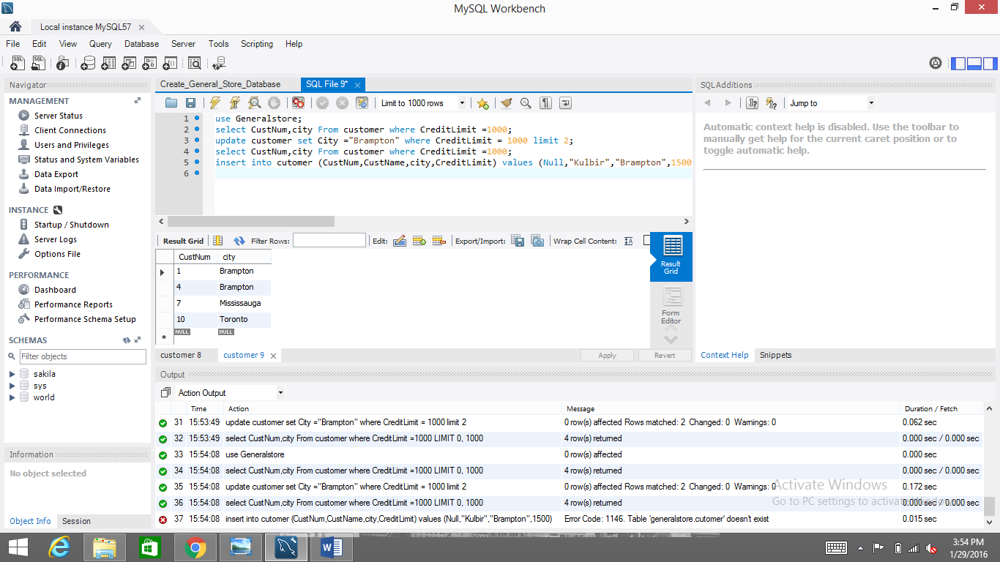 MySQL Workbench
Local instance MySQL57
File Edit View Query Database Server Tools Scripting Help
Navigator
MANAGEMENT
Server Status
Client Connections
Users and Privileges
Status and System Variables
Data Export
Data Import/Restore
INSTANCE
Startup / Shutdown
Server Logs
Options File
PERFORMANCE
Dashboard
Performance Reports
Performance Schema Setup
SCHEMAS
Filter objects
sakila
sys
world
Information
No object selected
Object Info Session
Create_General_Store_Database SQL File 9*
Limit to 1000 rows
1 use Generalstore;
2 select CustNum,city From customer where CreditLimit =1000;
3 update customer set City ="Brampton" where CreditLimit = 1000 limit 2;
4 select CustNum,city From customer where CreditLimit =1000;
5 insert into cutomer (CustNum,CustName,city,CreditLimit) values (Null,"Kulbir","Brampton",1500
6
Result Grid Filter Rows: Edit: Export/Import: Wrap Cell Content:
CustNum city
1 Brampton
4 Brampton
7 Mississauga
10 Toronto
NULL NULL
Result Grid
Form Editor
customer 8 customer 9 Apply Revert
SQL Additions
Jump to
Automatic context help is disabled. Use the toolbar to
manually get help for the current caret position or to
toggle automatic help.
Context Help Snippets
Output
Action Output
Time Action Message Duration / Fetch
31 15:53:49 update customer set City ="Brampton" where CreditLimit = 1000 limit 2 0 row(s) affected Rows matched: 2 Changed: 0 Warnings: 0 0.062 sec
32 15:53:49 select CustNum,city From customer where CreditLimit =1000 LIMIT 0, 1000 4 row(s) returned 0.000 sec / 0.000 sec
33 15:54:08 use Generalstore 0 row(s) affected 0.000 sec
34 15:54:08 select CustNum,city From customer where CreditLimit =1000 LIMIT 0, 1000 4 row(s) returned 0.000 sec / 0.000 sec
35 15:54:08 update customer set City ="Brampton" where CreditLimit = 1000 limit 2 0 row(s) affected Rows matched: 2 Changed: 0 Warnings: 0 0.172 sec
36 15:54:08 select CustNum,city From customer where CreditLimit =1000 LIMIT 0, 1000 4 row(s) returned 0.000 sec / 0.000 sec
37 15:54:08 insert into cutomer (CustNum,CustName,city,CreditLimit) values (Null,"Kulbir","Brampton",1500) Error Code: 1146. Table 'generalstore.cutomer' doesn't exist 0.015 sec
Activate Windows
Go to PC settings to activate Windows.
3:54 PM
1/29/2016